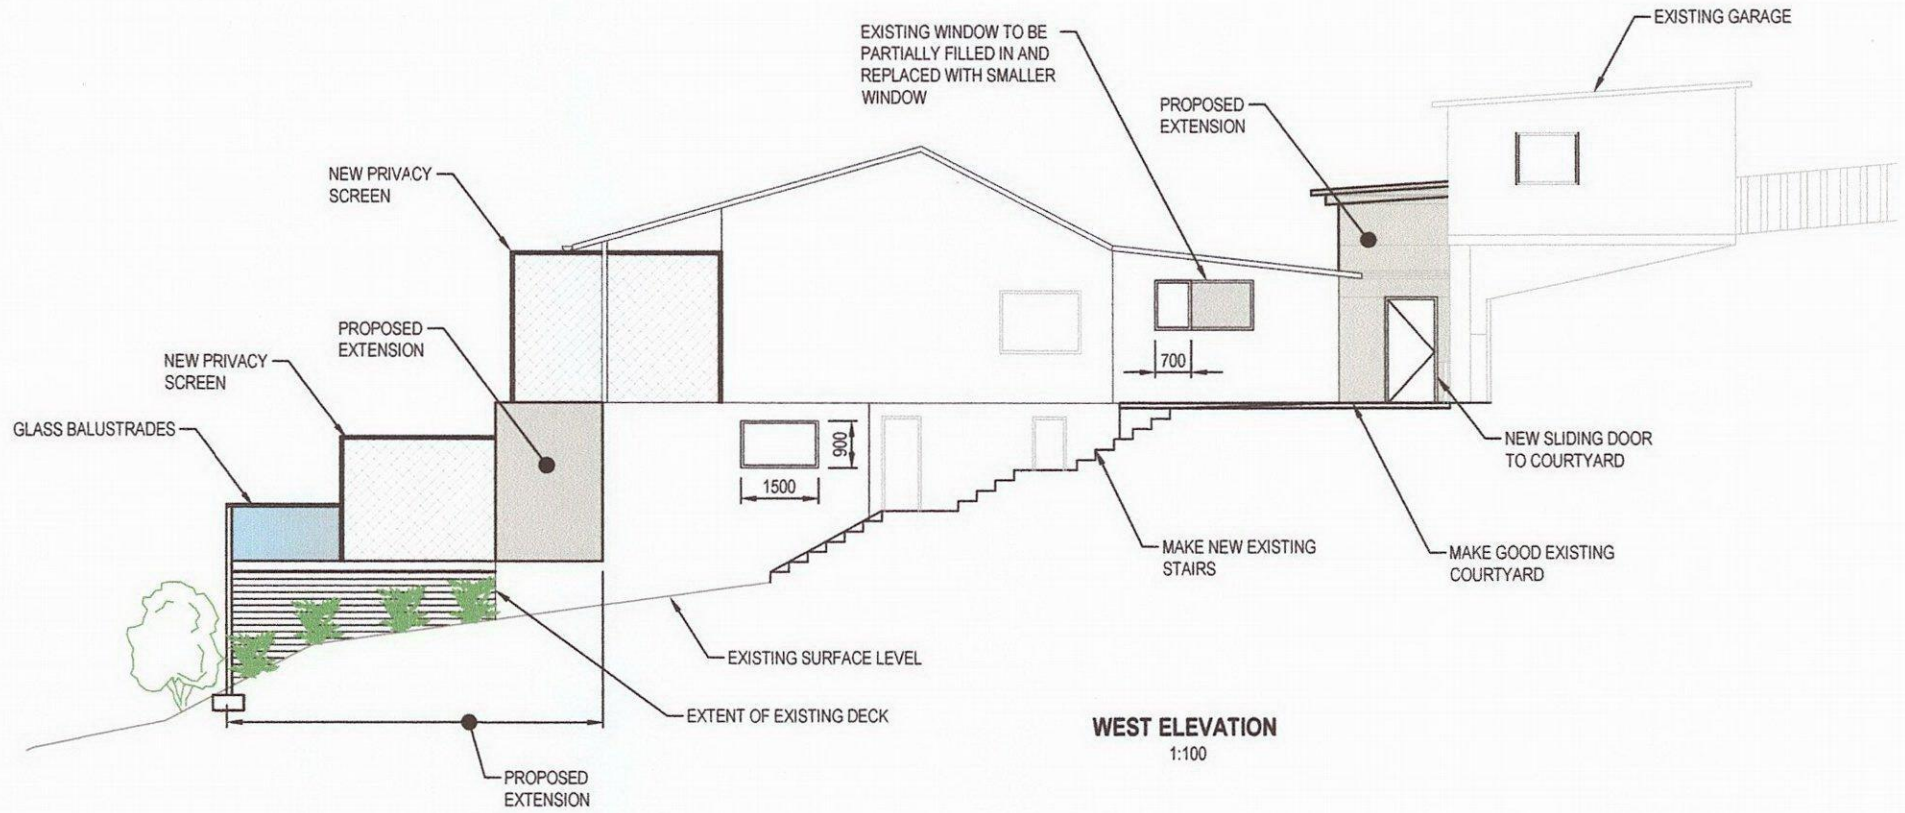 EXISTING GARAGE
EXISTING WINDOW TO BE
PARTIALLY FILLED IN AND
REPLACED WITH SMALLER
WINDOW
PROPOSED
EXTENSION
NEW PRIVACY
SCREEN
PROPOSED
EXTENSION
NEW PRIVACY
SCREEN
700
GLASS BALUSTRADES
900
1500
NEW SLIDING DOOR
TO COURTYARD
MAKE NEW EXISTING
STAIRS
MAKE GOOD EXISTING
COURTYARD
EXISTING SURFACE LEVEL
EXTENT OF EXISTING DECK
WEST ELEVATION
1:100
PROPOSED
EXTENSION